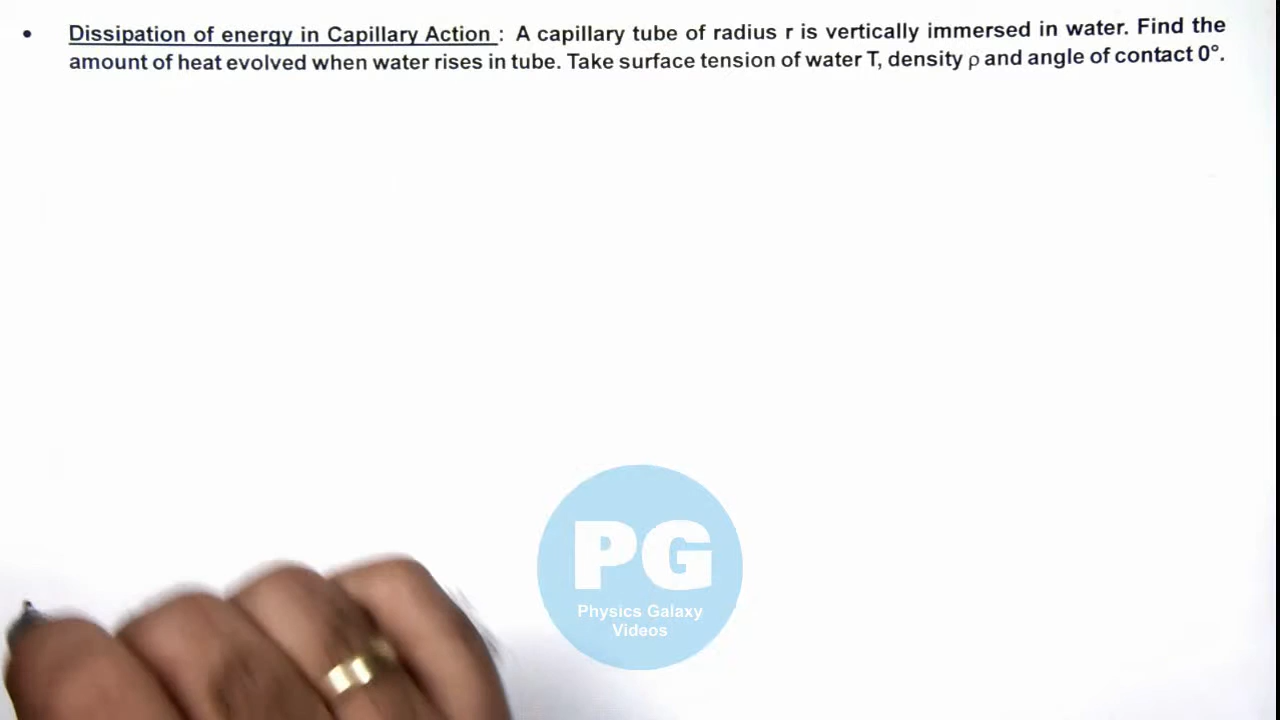 • Dissipation of energy in Capillary Action : A capillary tube of radius r is vertically immersed in water. Find the
amount of heat evolved when water rises in tube. Take surface tension of water T, density ρ and angle of contact 0°.
PG
Physics Galaxy
Videos